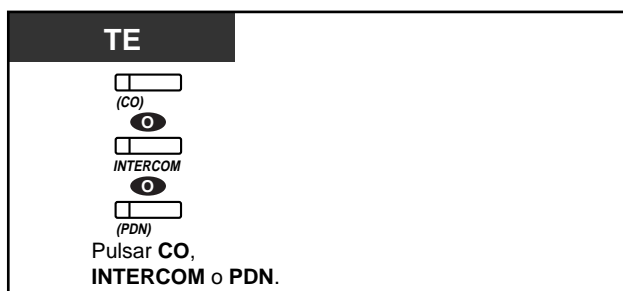 TE
(CO)
O
INTERCOM
O
(PDN)
Pulsar CO,
INTERCOM o PDN.